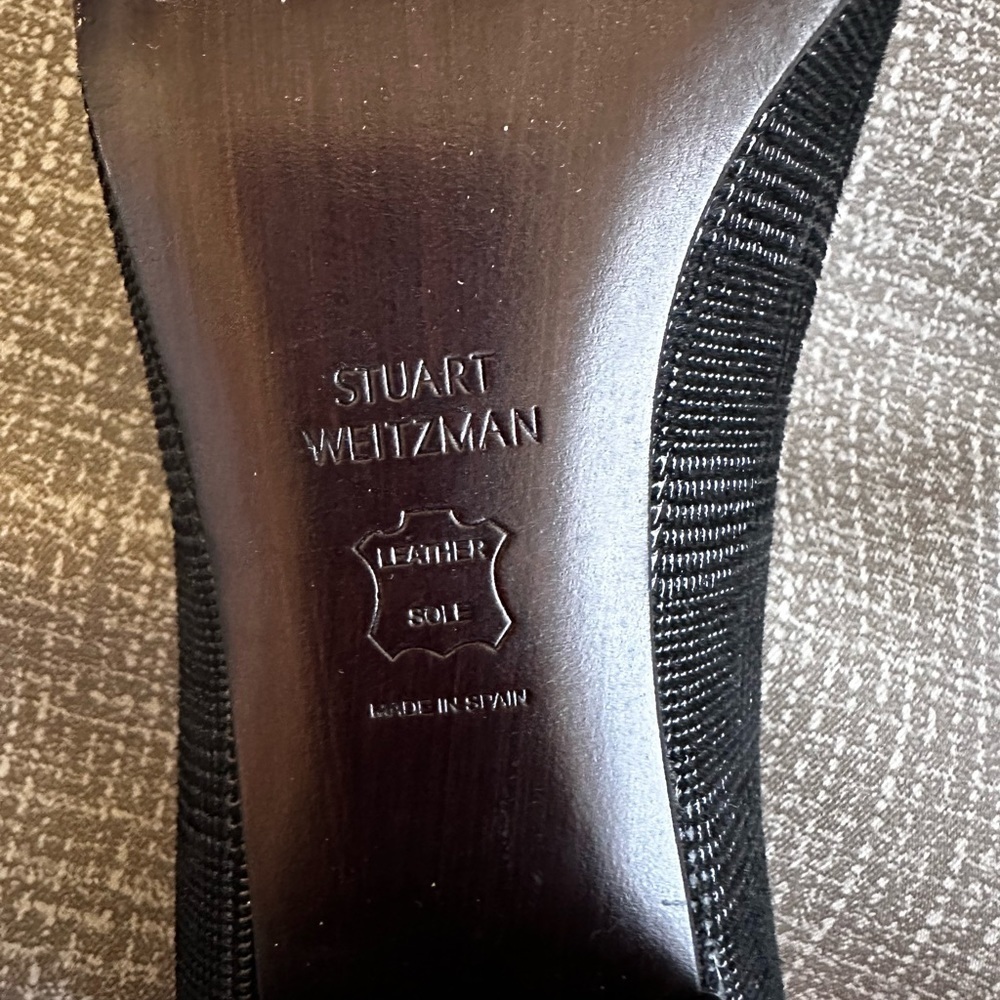 STUART
WEITZMAN
LEATHER
SOLE
MADE IN SPAIN